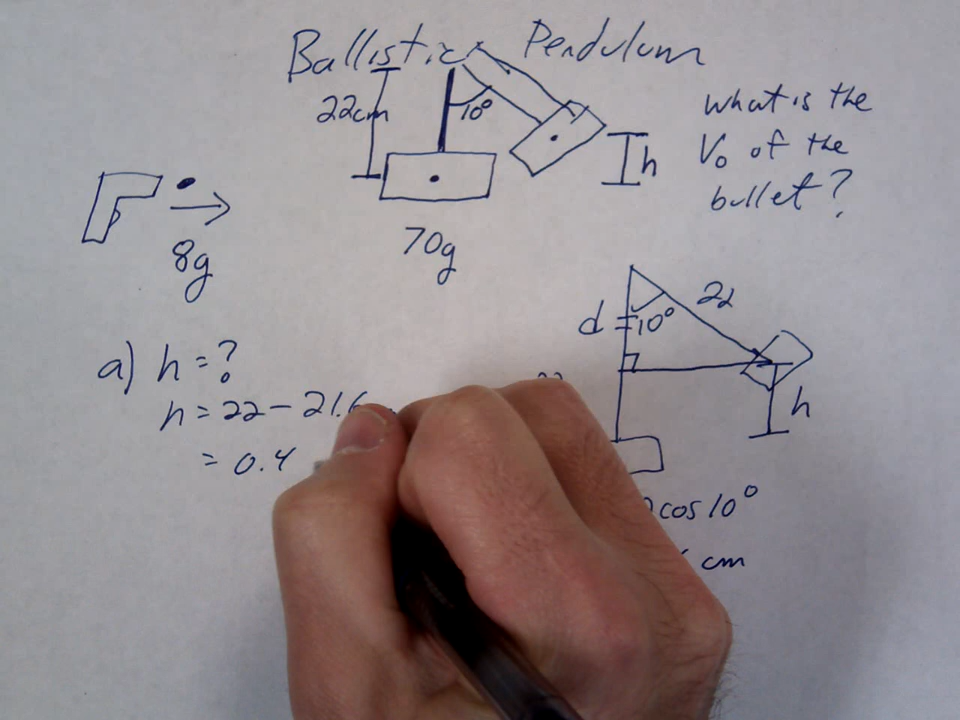 Ballistic Pendulum
22cm
10°
h
What is the
V₀ of the
bullet?
8g
70g
d
10°
22
h
a) h = ?
h = 22 - 21.6
= 0.4
cos 10°
cm